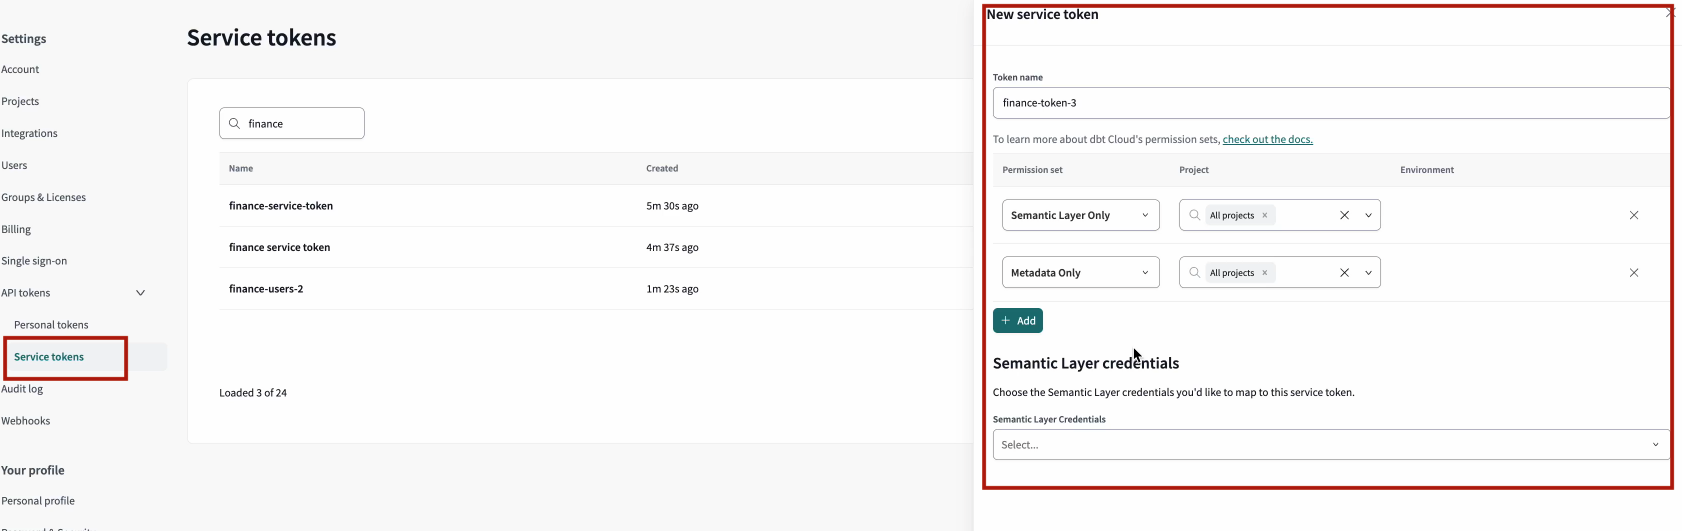 Settings
Account
Projects
Integrations
Users
Groups & Licenses
Billing
Single sign-on
API tokens
Personal tokens
Service tokens
Audit log
Webhooks
Your profile
Personal profile
Service tokens
finance
Name Created
finance-service-token 5m 30s ago
finance service token 4m 37s ago
finance-users-2 1m 23s ago
Loaded 3 of 24
New service token
Token name
finance-token-3
To learn more about dbt Cloud's permission sets, check out the docs.
Permission set Project Environment
Semantic Layer Only All projects
Metadata Only All projects
+ Add
Semantic Layer credentials
Choose the Semantic Layer credentials you'd like to map to this service token.
Semantic Layer Credentials
Select...